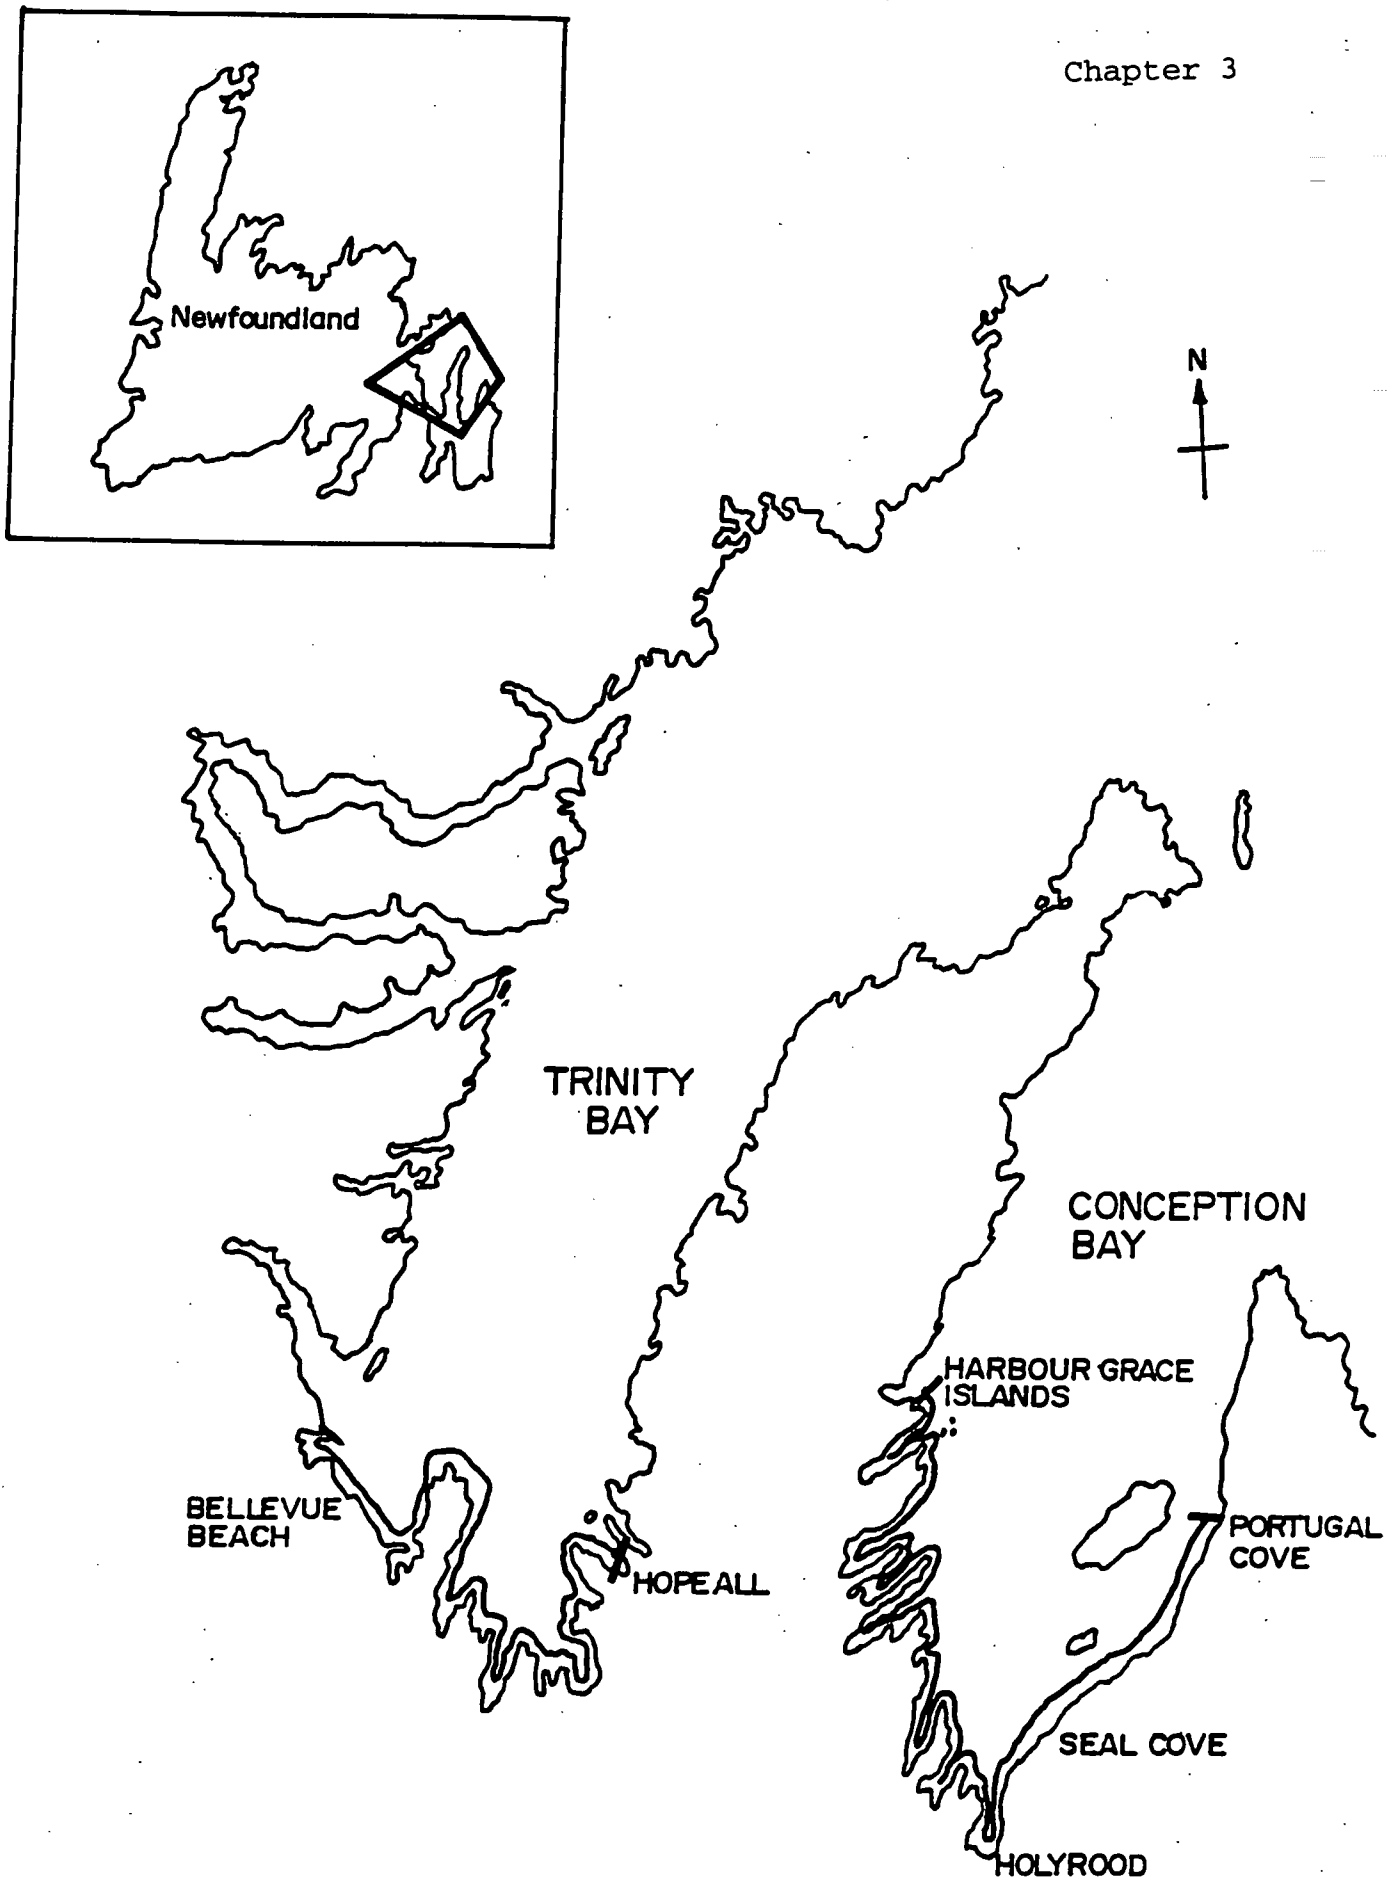 Chapter 3
Newfoundland
N
TRINITY
BAY
CONCEPTION
BAY
HARBOUR GRACE
ISLANDS
BELLEVUE
BEACH
HOPEALL
PORTUGAL
COVE
SEAL COVE
HOLYROOD